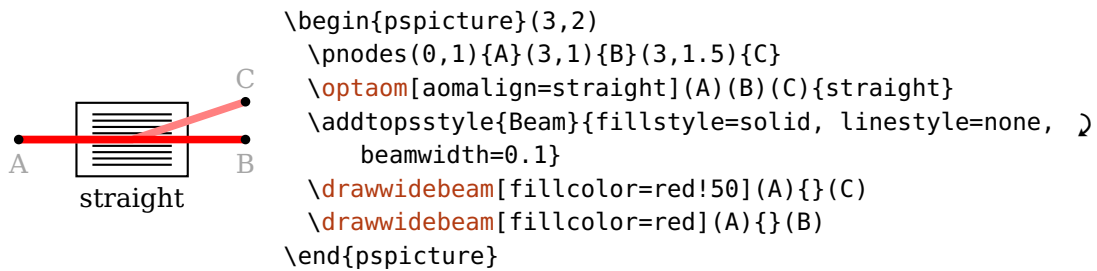 C
A
B
straight
\begin{pspicture}(3,2)
  \pnodes(0,1){A}(3,1){B}(3,1.5){C}
  \optaom[aomalign=straight](A)(B)(C){straight}
  \addtopsstyle{Beam}{fillstyle=solid, linestyle=none,
      beamwidth=0.1}
  \drawwidebeam[fillcolor=red!50](A){}(C)
  \drawwidebeam[fillcolor=red](A){}(B)
\end{pspicture}